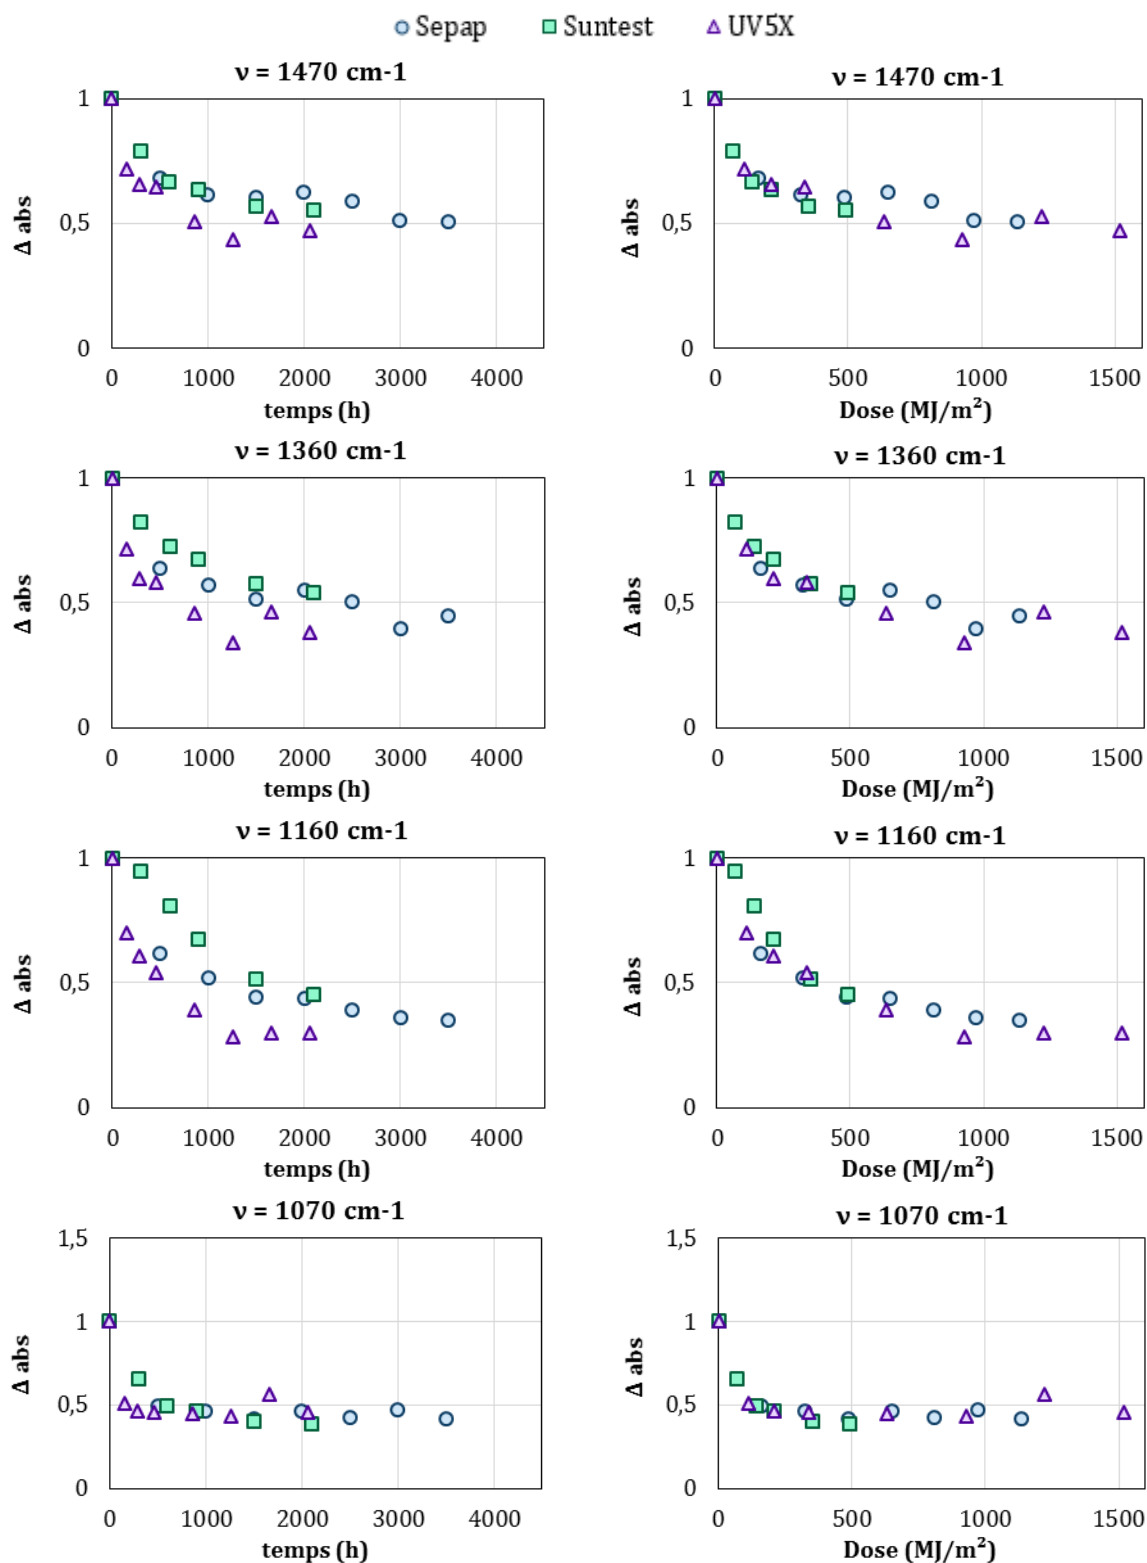 Sepap Suntest UV5X
ν = 1470 cm-1
1
0,5
0
Δ abs
0 1000 2000 3000 4000
temps (h)
ν = 1470 cm-1
1
0,5
0
Δ abs
0 500 1000 1500
Dose (MJ/m²)
ν = 1360 cm-1
1
0,5
0
Δ abs
0 1000 2000 3000 4000
temps (h)
ν = 1360 cm-1
1
0,5
0
Δ abs
0 500 1000 1500
Dose (MJ/m²)
ν = 1160 cm-1
1
0,5
0
Δ abs
0 1000 2000 3000 4000
temps (h)
ν = 1160 cm-1
1
0,5
0
Δ abs
0 500 1000 1500
Dose (MJ/m²)
ν = 1070 cm-1
1,5
1
0,5
0
Δ abs
0 1000 2000 3000 4000
temps (h)
ν = 1070 cm-1
1,5
1
0,5
0
Δ abs
0 500 1000 1500
Dose (MJ/m²)